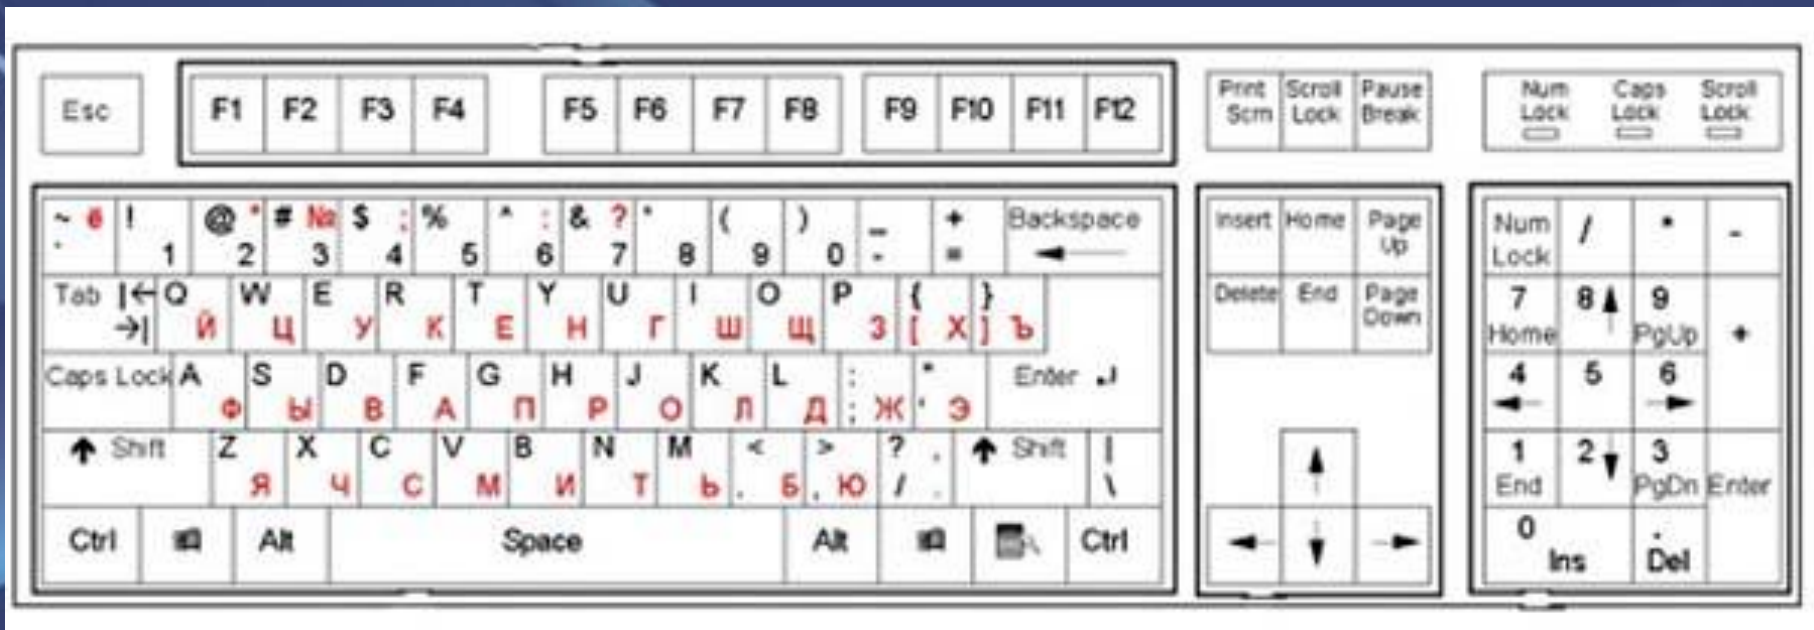 Esc F1 F2 F3 F4 F5 F6 F7 F8 F9 F10 F11 F12 Print Scrn Scroll Lock Pause Break Num Lock Caps Lock Scroll Lock
~ ё ` ! 1 @ " 2 # № 3 $ ; 4 % 5 ^ : 6 & ? 7 * 8 ( 9 ) 0 _ - + = Backspace Insert Home Page Up Num Lock / * -
Tab Q Й W Ц E У R К T Е Y Н U Г I Ш O Щ P З { [ Х } ] Ъ Delete End Page Down 7 Home 8 9 PgUp +
Caps Lock A Ф S Ы D В F А G П H Р J О K Л L Д : ; Ж " ' Э Enter 4 5 6
Shift Z Я X Ч C С V М B И N Т M Ь < , Б > . Ю ? / , . Shift | \ 1 End 2 3 PgDn Enter
Ctrl Alt Space Alt Ctrl 0 Ins . Del